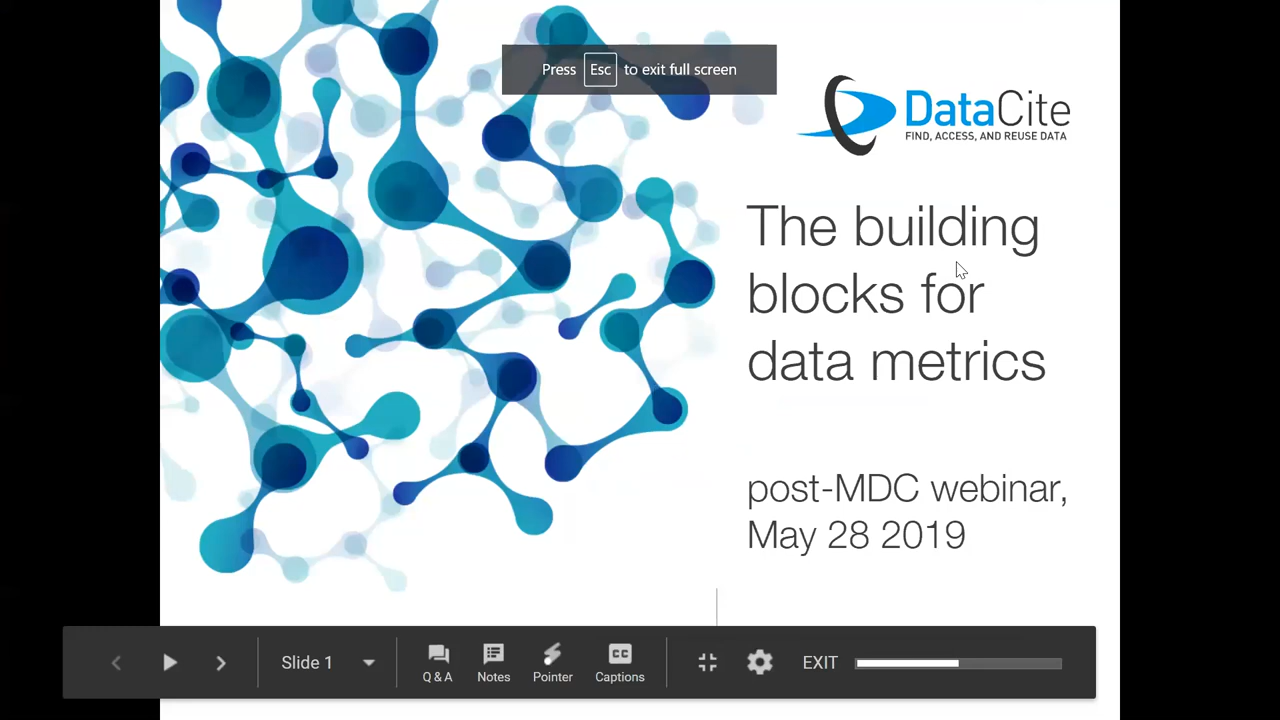 Press Esc to exit full screen
DataCite
FIND, ACCESS, AND REUSE DATA
The building
blocks for
data metrics
post-MDC webinar,
May 28 2019
Slide 1
Q & A
Notes
Pointer
CC
Captions
EXIT